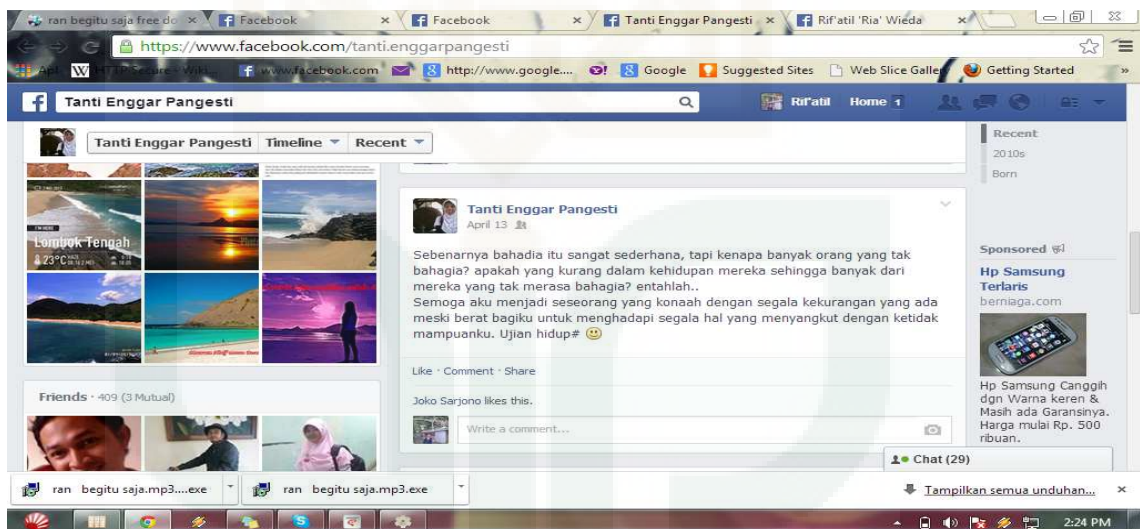 ran begitu saja free do
Facebook
Facebook
Tanti Enggar Pangesti
Rif'atil 'Ria' Wieda
https://www.facebook.com/tanti.enggarpangesti
www.facebook.com
http://www.google....
Google
Suggested Sites
Web Slice Galler
Getting Started
Tanti Enggar Pangesti
Rif'atil
Home 1
Tanti Enggar Pangesti
Timeline
Recent
Recent
2010s
Born
Lombok Tengah
23°C
Tanti Enggar Pangesti
April 13
Sebenarnya bahadia itu sangat sederhana, tapi kenapa banyak orang yang tak
bahagia? apakah yang kurang dalam kehidupan mereka sehingga banyak dari
mereka yang tak merasa bahagia? entahlah..
Semoga aku menjadi seseorang yang konaah dengan segala kekurangan yang ada
meski berat bagiku untuk menghadapi segala hal yang menyangkut dengan ketidak
mampuanku. Ujian hidup#
Like · Comment · Share
Joko Sarjono likes this.
Write a comment...
Friends · 409 (3 Mutual)
Sponsored
Hp Samsung
Terlaris
berniaga.com
Hp Samsung Canggih
dgn Warna keren &
Masih ada Garansinya.
Harga mulai Rp. 500
ribuan.
Chat (29)
ran begitu saja.mp3....exe
ran begitu saja.mp3.exe
Tampilkan semua unduhan...
2:24 PM